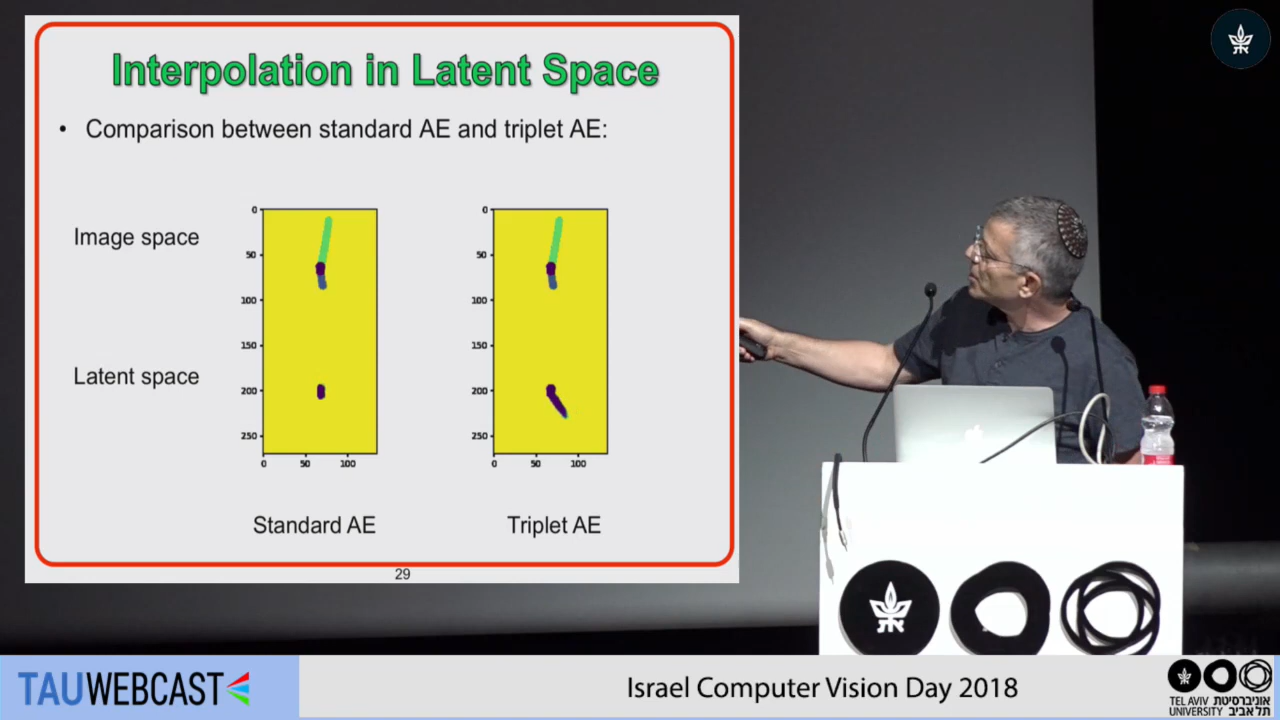 Interpolation in Latent Space
• Comparison between standard AE and triplet AE:
Image space
Latent space
0
50
100
150
200
250
0 50 100
0
50
100
150
200
250
0 50 100
Standard AE
Triplet AE
29
TAUWEBCAST
Israel Computer Vision Day 2018
TEL AVIV UNIVERSITY אוניברסיטת תל אביב